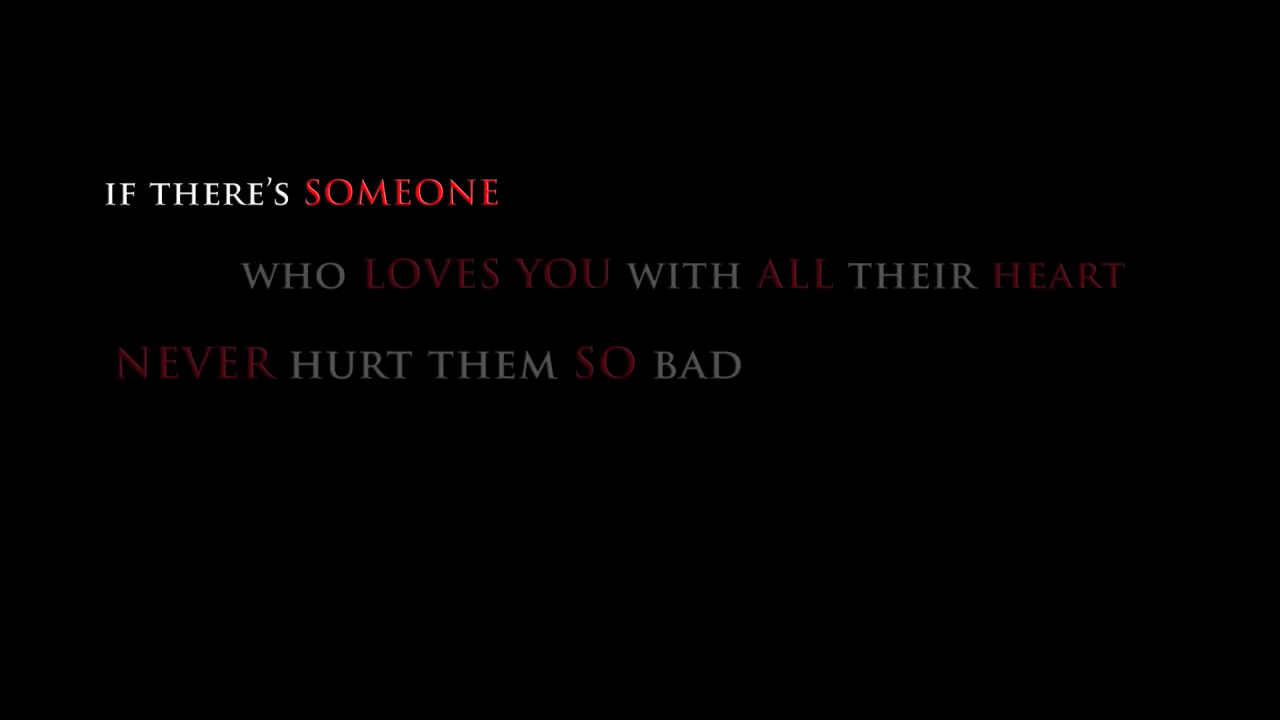 IF THERE'S SOMEONE
WHO LOVES YOU WITH ALL THEIR HEART
NEVER HURT THEM SO BAD